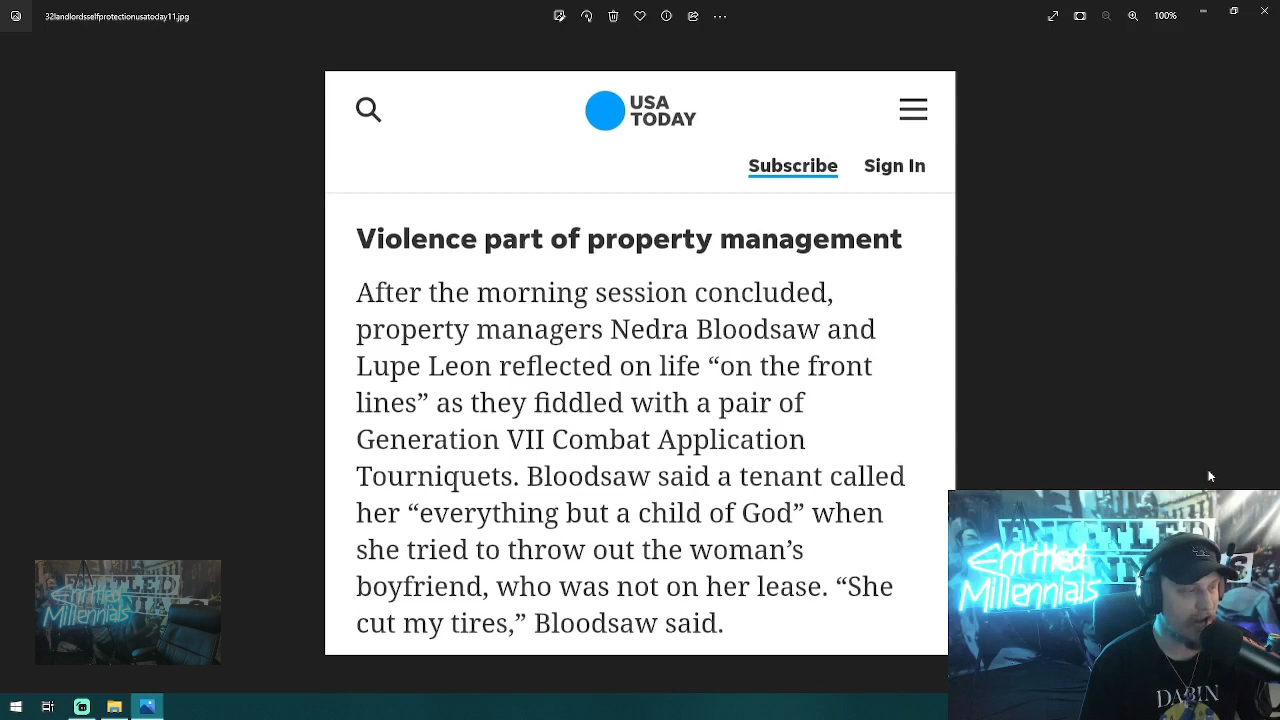 32landlordselfprotectionusatoday11.jpg
100%
USA
TODAY
Subscribe
Sign In
Violence part of property management
After the morning session concluded,
property managers Nedra Bloodsaw and
Lupe Leon reflected on life “on the front
lines” as they fiddled with a pair of
Generation VII Combat Application
Tourniquets. Bloodsaw said a tenant called
her “everything but a child of God” when
she tried to throw out the woman’s
boyfriend, who was not on her lease. “She
cut my tires,” Bloodsaw said.
Entitled
Millennials
Entitled
Millennials
DABIN